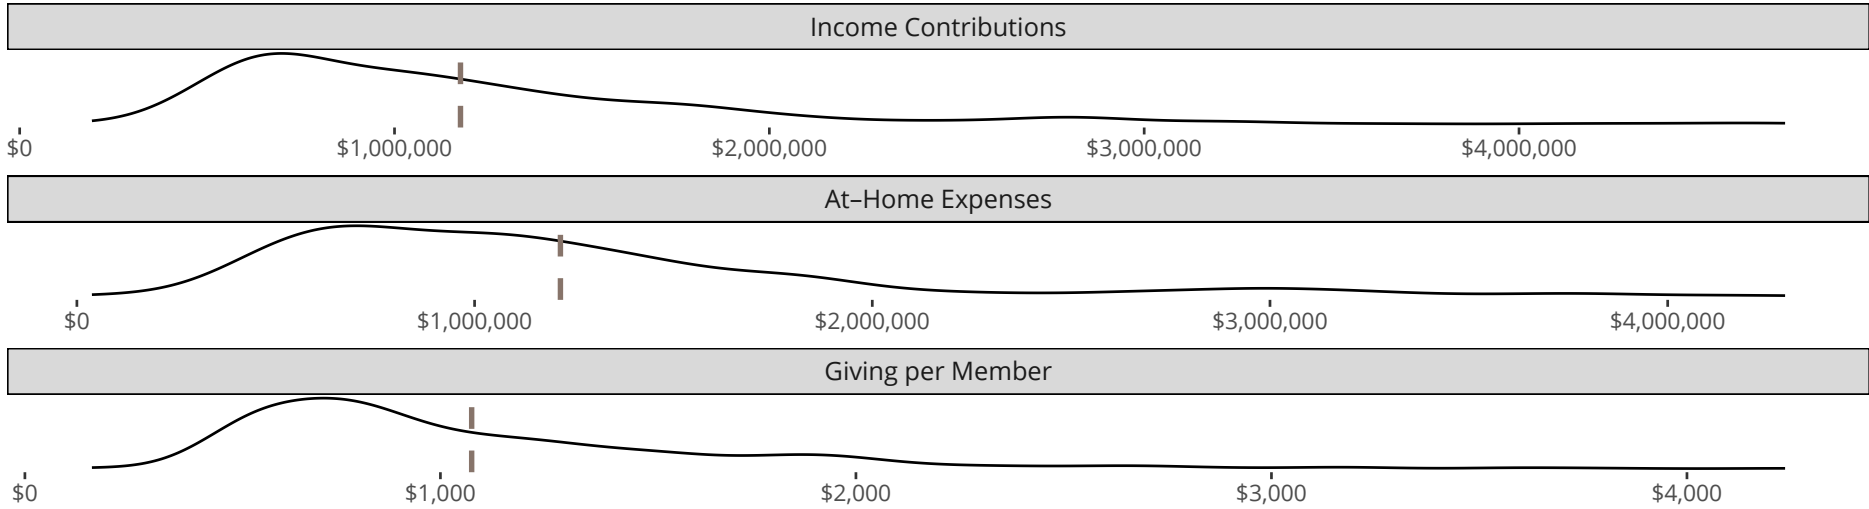 Income Contributions
$0 $1,000,000 $2,000,000 $3,000,000 $4,000,000
At–Home Expenses
$0 $1,000,000 $2,000,000 $3,000,000 $4,000,000
Giving per Member
$0 $1,000 $2,000 $3,000 $4,000